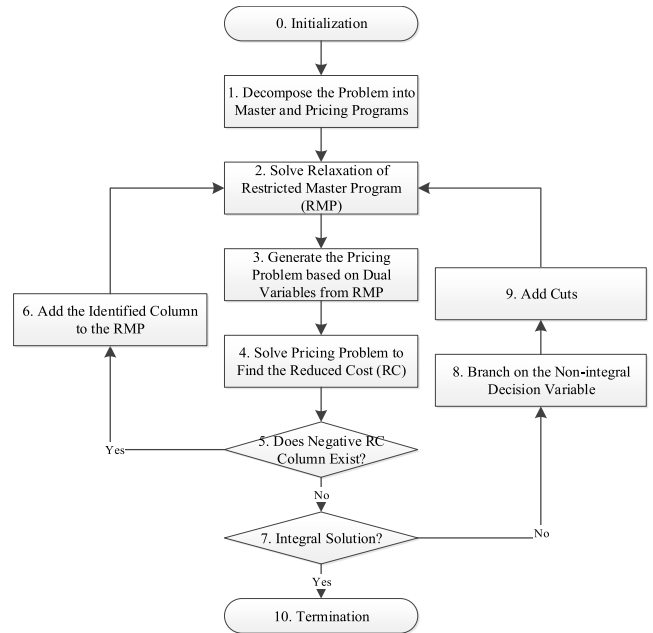 0. Initialization
1. Decompose the Problem into
Master and Pricing Programs
2. Solve Relaxation of
Restricted Master Program
(RMP)
3. Generate the Pricing
Problem based on Dual
Variables from RMP
9. Add Cuts
6. Add the Identified Column
to the RMP
4. Solve Pricing Problem to
Find the Reduced Cost (RC)
8. Branch on the Non-integral
Decision Variable
5. Does Negative RC
Column Exist?
Yes
No
7. Integral Solution?
No
Yes
10. Termination